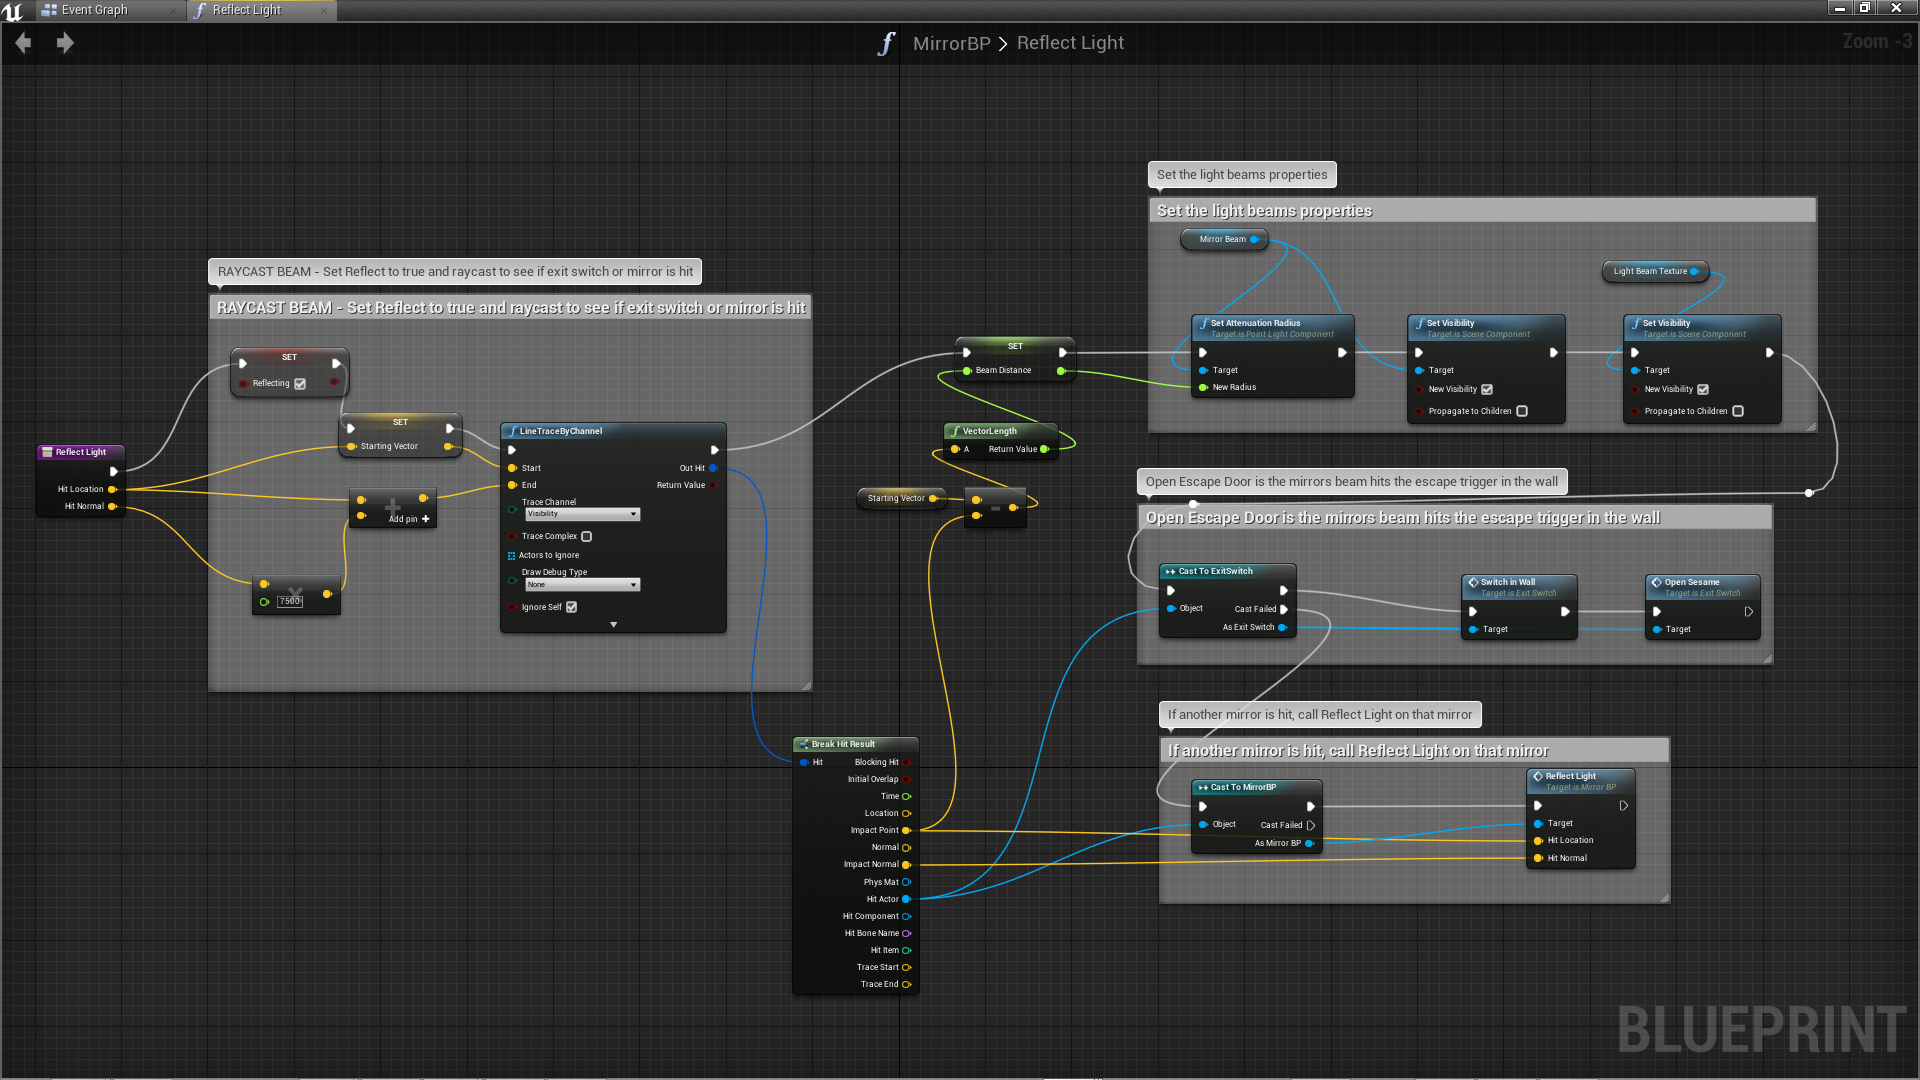 Event Graph
Reflect Light
MirrorBP > Reflect Light
Zoom -3
Set the light beams properties
Set the light beams properties
Mirror Beam
Light Beam Texture
Set Attenuation Radius
Target is Point Light Component
Target
New Radius
Set Visibility
Target is Scene Component
Target
New Visibility
Propagate to Children
Set Visibility
Target is Scene Component
Target
New Visibility
Propagate to Children
RAYCAST BEAM - Set Reflect to true and raycast to see if exit switch or mirror is hit
RAYCAST BEAM - Set Reflect to true and raycast to see if exit switch or mirror is hit
SET
Reflecting
SET
Starting Vector
Reflect Light
Hit Location
Hit Normal
Add pin +
7500
LineTraceByChannel
Start
Out Hit
End
Return Value
Trace Channel
Visibility
Trace Complex
Actors to Ignore
Draw Debug Type
None
Ignore Self
SET
Beam Distance
VectorLength
A
Return Value
Starting Vector
Open Escape Door is the mirrors beam hits the escape trigger in the wall
Open Escape Door is the mirrors beam hits the escape trigger in the wall
Cast To ExitSwitch
Object
Cast Failed
As Exit Switch
Switch in Wall
Target is Exit Switch
Target
Open Sesame
Target is Exit Switch
Target
If another mirror is hit, call Reflect Light on that mirror
If another mirror is hit, call Reflect Light on that mirror
Cast To MirrorBP
Object
Cast Failed
As Mirror BP
Reflect Light
Target is Mirror BP
Target
Hit Location
Hit Normal
Break Hit Result
Hit
Blocking Hit
Initial Overlap
Time
Location
Impact Point
Normal
Impact Normal
Phys Mat
Hit Actor
Hit Component
Hit Bone Name
Hit Item
Trace Start
Trace End
BLUEPRINT